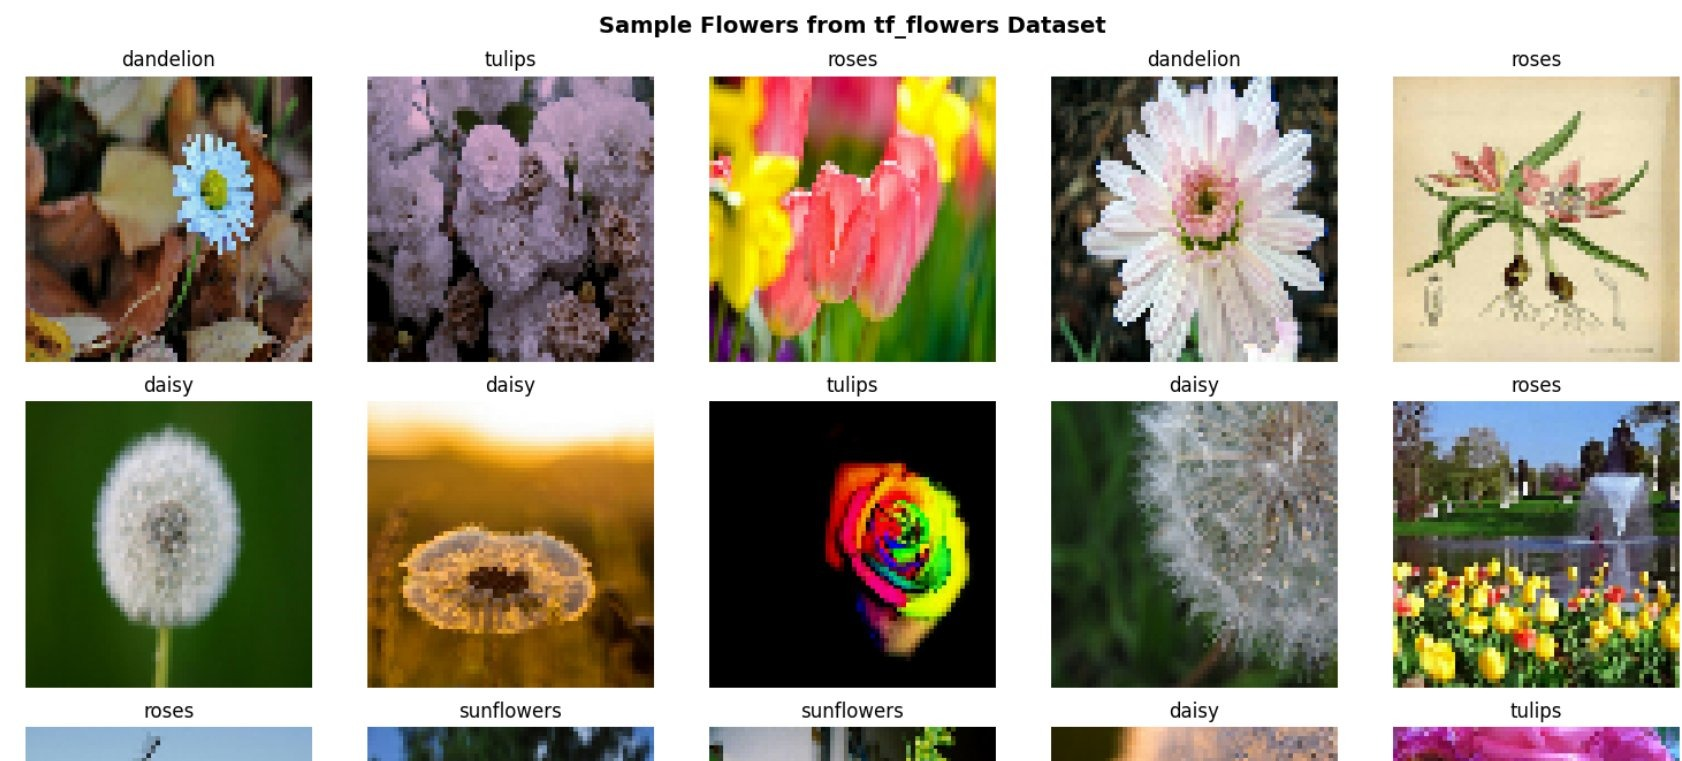 Sample Flowers from tf_flowers Dataset
dandelion tulips roses dandelion roses
daisy daisy tulips daisy roses
roses sunflowers sunflowers daisy tulips